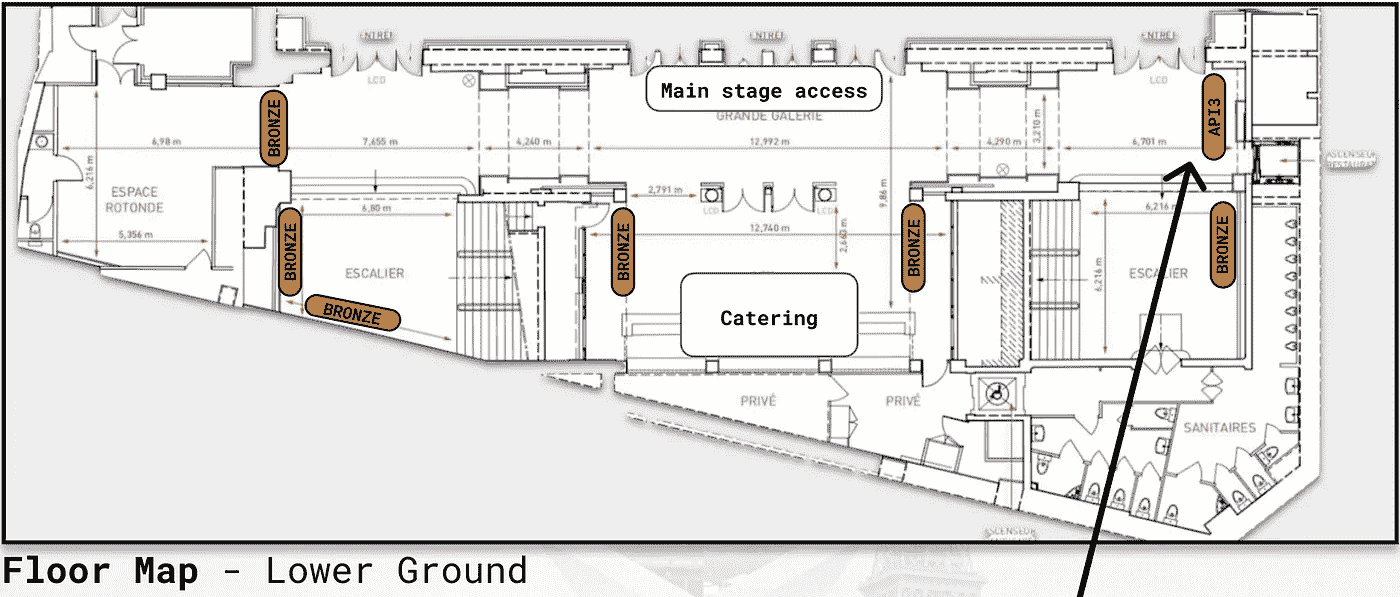 ENTRÉE
ENTRÉE
ENTRÉE
LCD
LCD
Main stage access
GRANDE GALERIE
BRONZE
API3
6,98 m
7,655 m
4,240 m
12,992 m
4,290 m
3,210 m
6,701 m
6,216 m
ASCENSEUR
RESTAURAT
ESPACE
ROTONDE
2,791 m
9,86 m
LCD
LCD
6,80 m
6,216 m
5,356 m
12,740 m
BRONZE
BRONZE
BRONZE
BRONZE
ESCALIER
ESCALIER
6,216 m
BRONZE
Catering
PRIVÉ
PRIVÉ
SANITAIRES
ASCENSEUR
Floor Map - Lower Ground